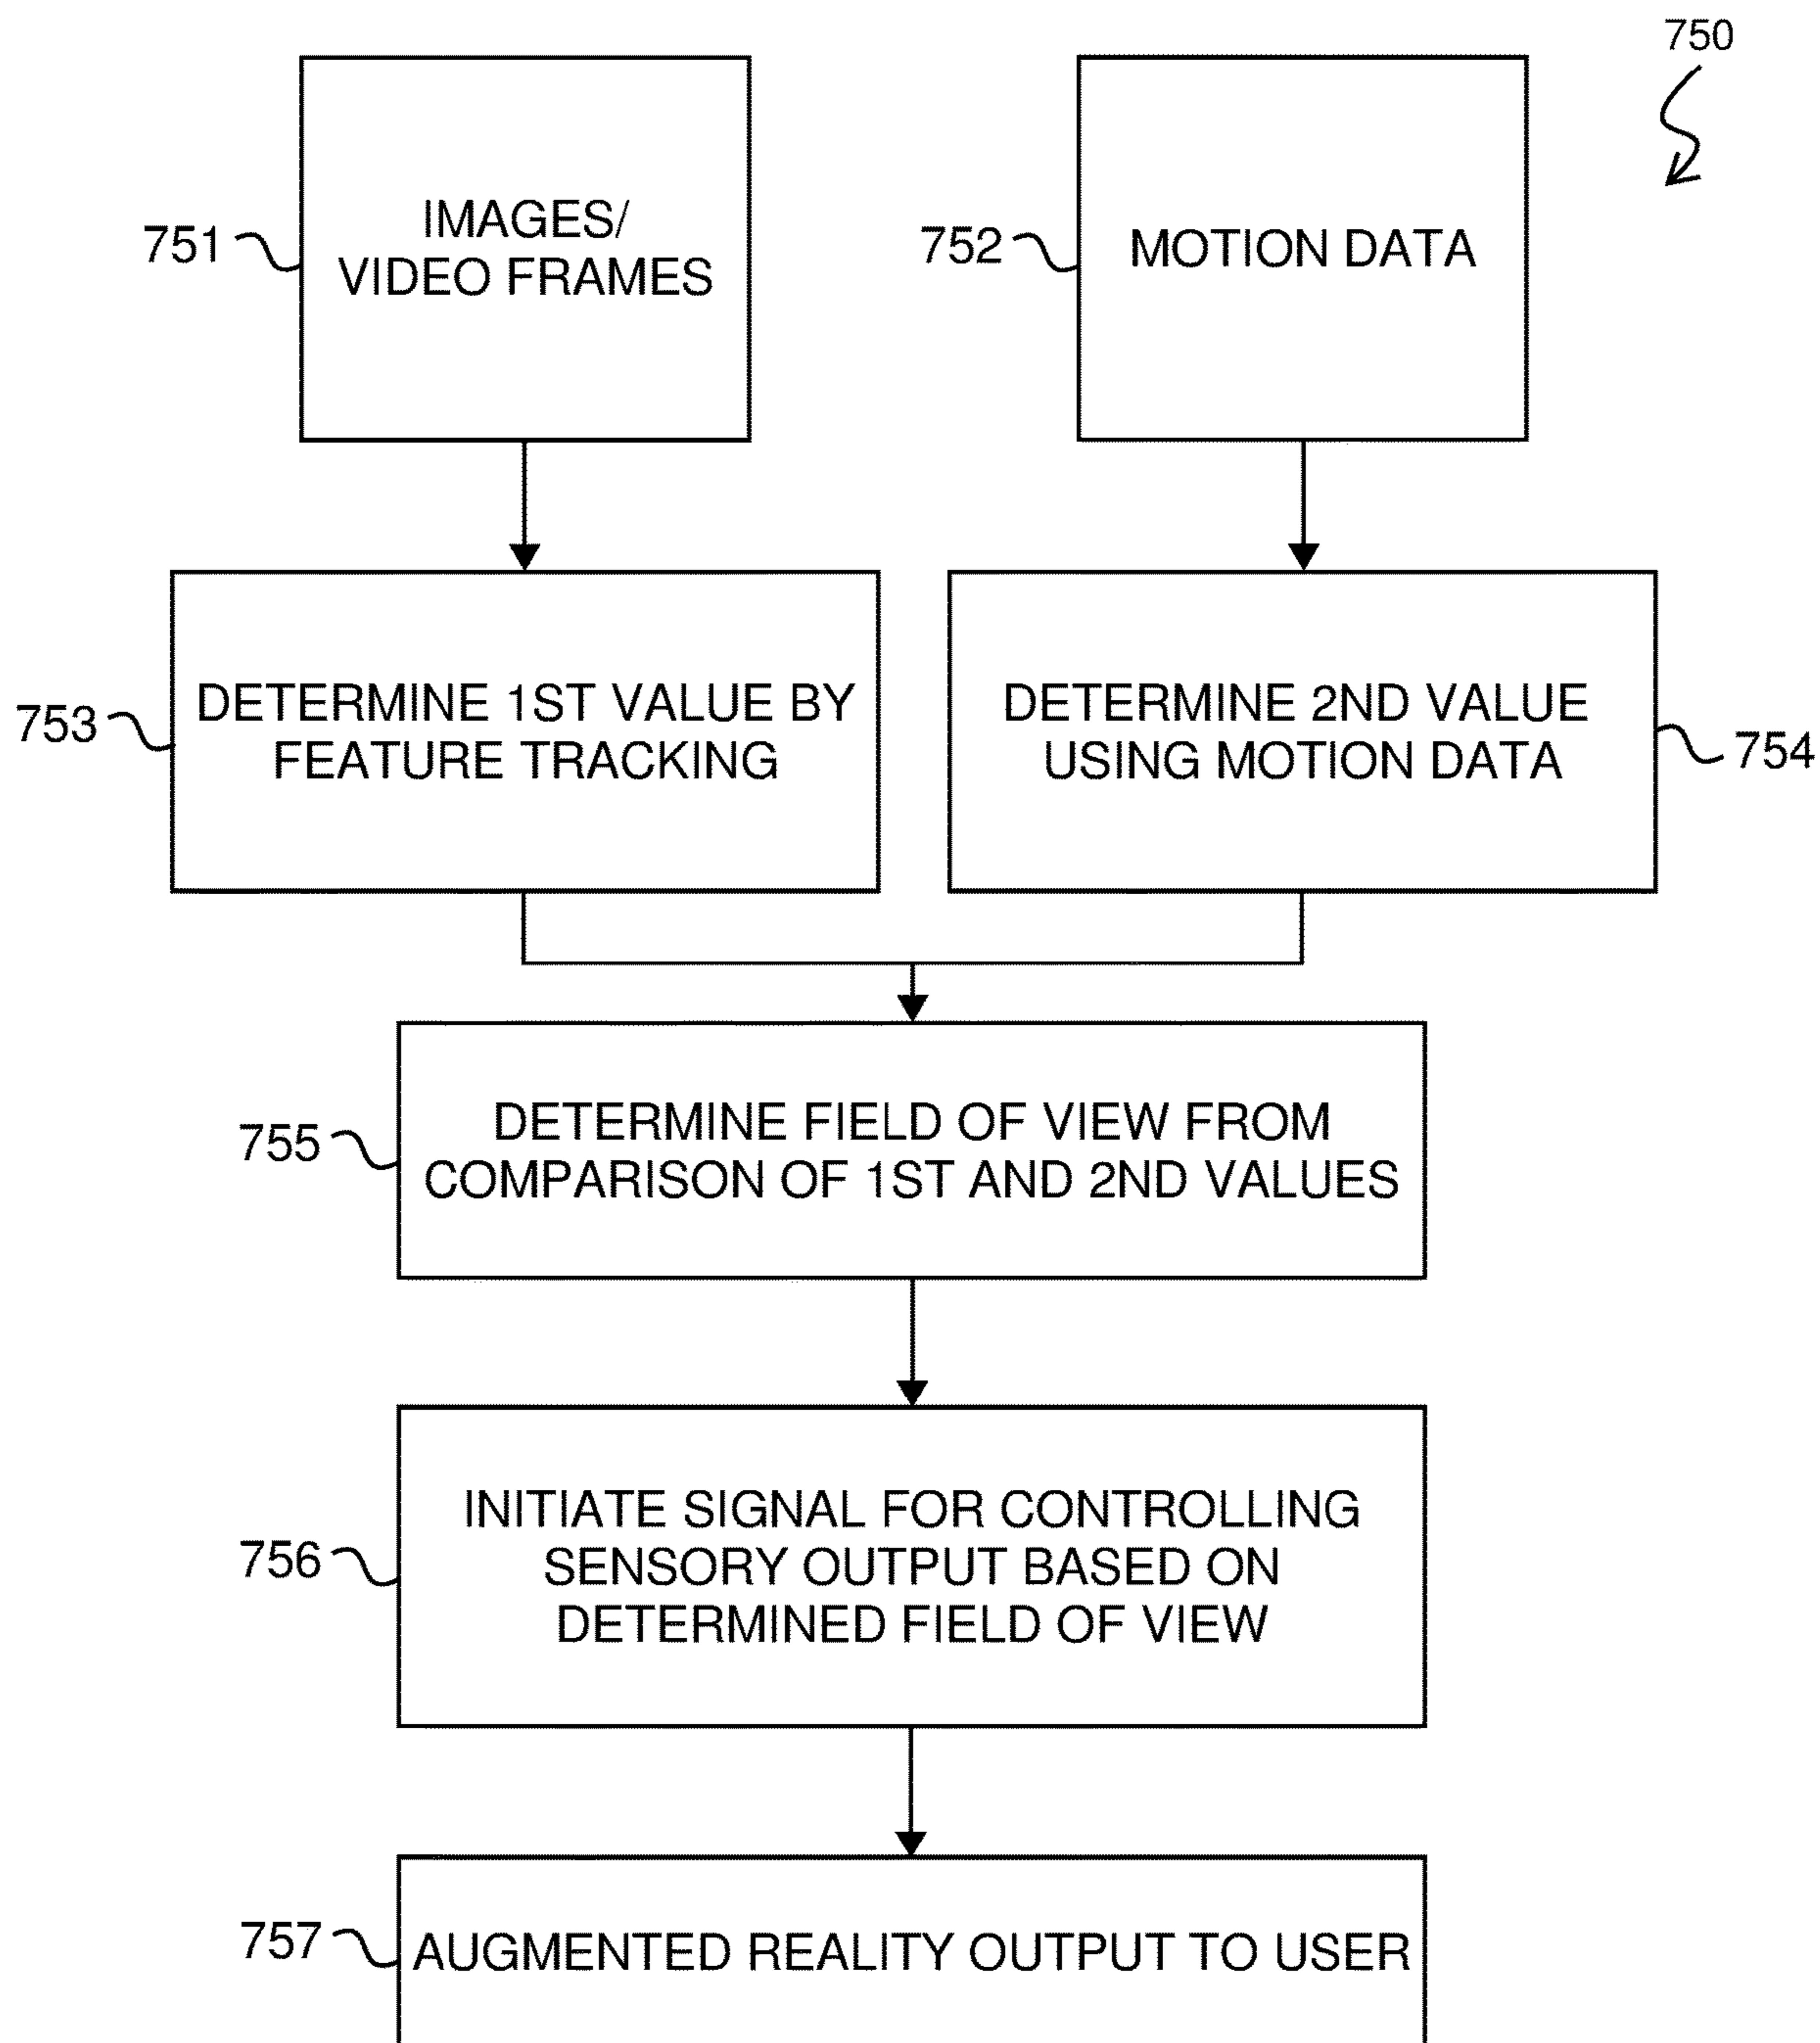 750
IMAGES/
VIDEO FRAMES
751
MOTION DATA
752
DETERMINE 1ST VALUE BY
FEATURE TRACKING
753
DETERMINE 2ND VALUE
USING MOTION DATA
754
DETERMINE FIELD OF VIEW FROM
COMPARISON OF 1ST AND 2ND VALUES
755
INITIATE SIGNAL FOR CONTROLLING
SENSORY OUTPUT BASED ON
DETERMINED FIELD OF VIEW
756
AUGMENTED REALITY OUTPUT TO USER
757